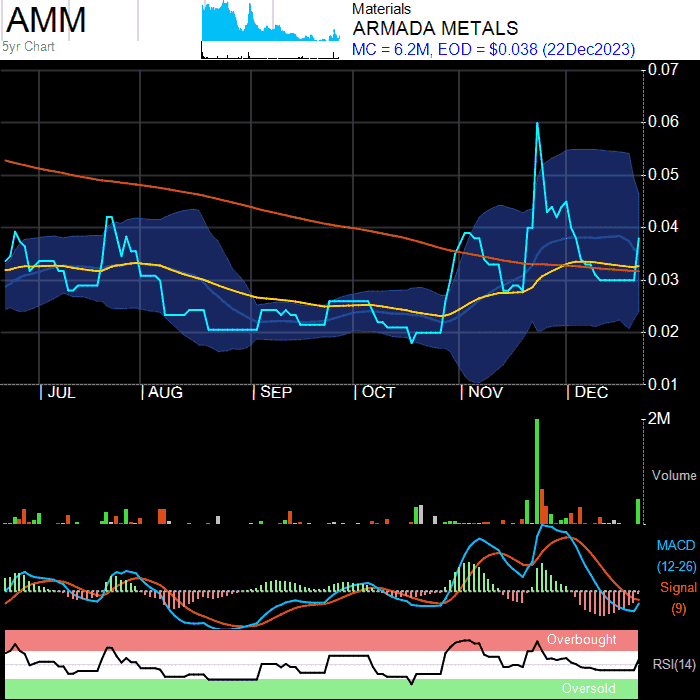 AMM
5yr Chart
Materials
ARMADA METALS
MC = 6.2M, EOD = $0.038 (22Dec2023)
0.07
0.06
0.05
0.04
0.03
0.02
0.01
JUL AUG SEP OCT NOV DEC
2M
Volume
MACD
(12-26)
Signal
(9)
Overbought
RSI(14)
Oversold